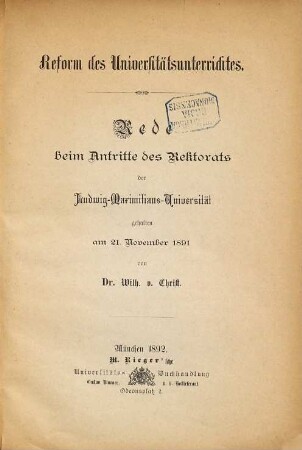 Reform des Universitätsunterrichtes.
Rede
beim Antritte des Rektorats
der
Ludwig-Maximilians-Universität
gehalten
am 21. November 1891
von
Dr. Wilh. v. Christ.
München 1892.
M. Rieger'sche
Universitäts- Buchhandlung
k. b. Hoflieferant
Odeonsplatz 2.